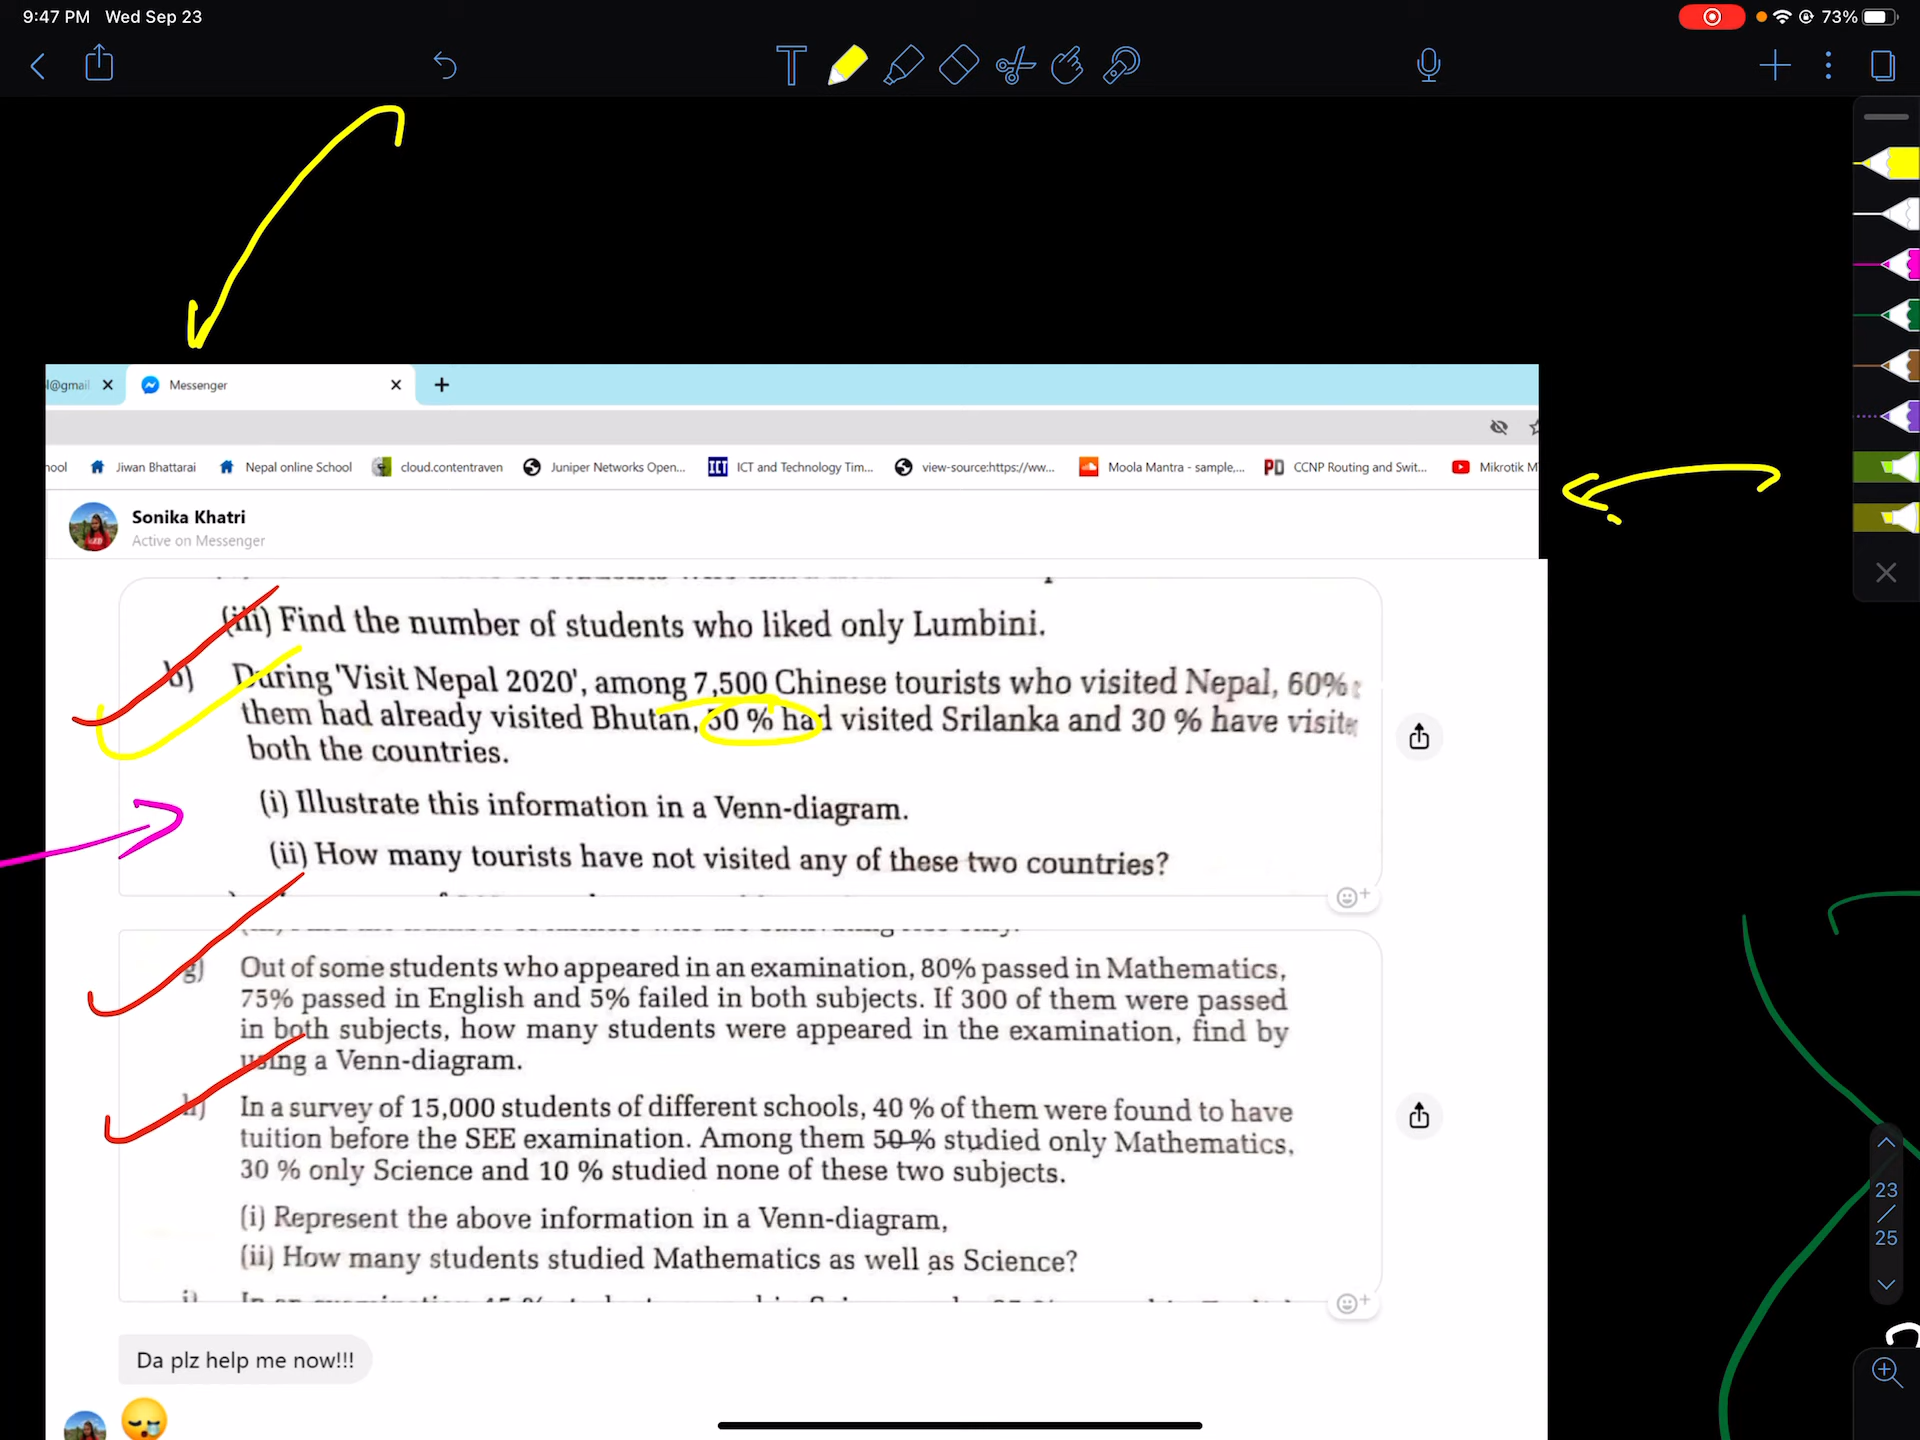 9:47 PM Wed Sep 23
73%
l@gmail
Messenger
Jiwan Bhattarai
Nepal online School
cloud.contentraven
Juniper Networks Open...
ICT and Technology Tim...
view-source:https://ww...
Moola Mantra - sample,...
CCNP Routing and Swit...
Mikrotik M
Sonika Khatri
Active on Messenger
(iii) Find the number of students who liked only Lumbini.
b) During 'Visit Nepal 2020', among 7,500 Chinese tourists who visited Nepal, 60%
them had already visited Bhutan, 50 % had visited Srilanka and 30 % have visite
both the countries.
(i) Illustrate this information in a Venn-diagram.
(ii) How many tourists have not visited any of these two countries?
g) Out of some students who appeared in an examination, 80% passed in Mathematics,
75% passed in English and 5% failed in both subjects. If 300 of them were passed
in both subjects, how many students were appeared in the examination, find by
using a Venn-diagram.
h) In a survey of 15,000 students of different schools, 40 % of them were found to have
tuition before the SEE examination. Among them 50 % studied only Mathematics,
30 % only Science and 10 % studied none of these two subjects.
(i) Represent the above information in a Venn-diagram,
(ii) How many students studied Mathematics as well as Science?
Da plz help me now!!!
23
/
25